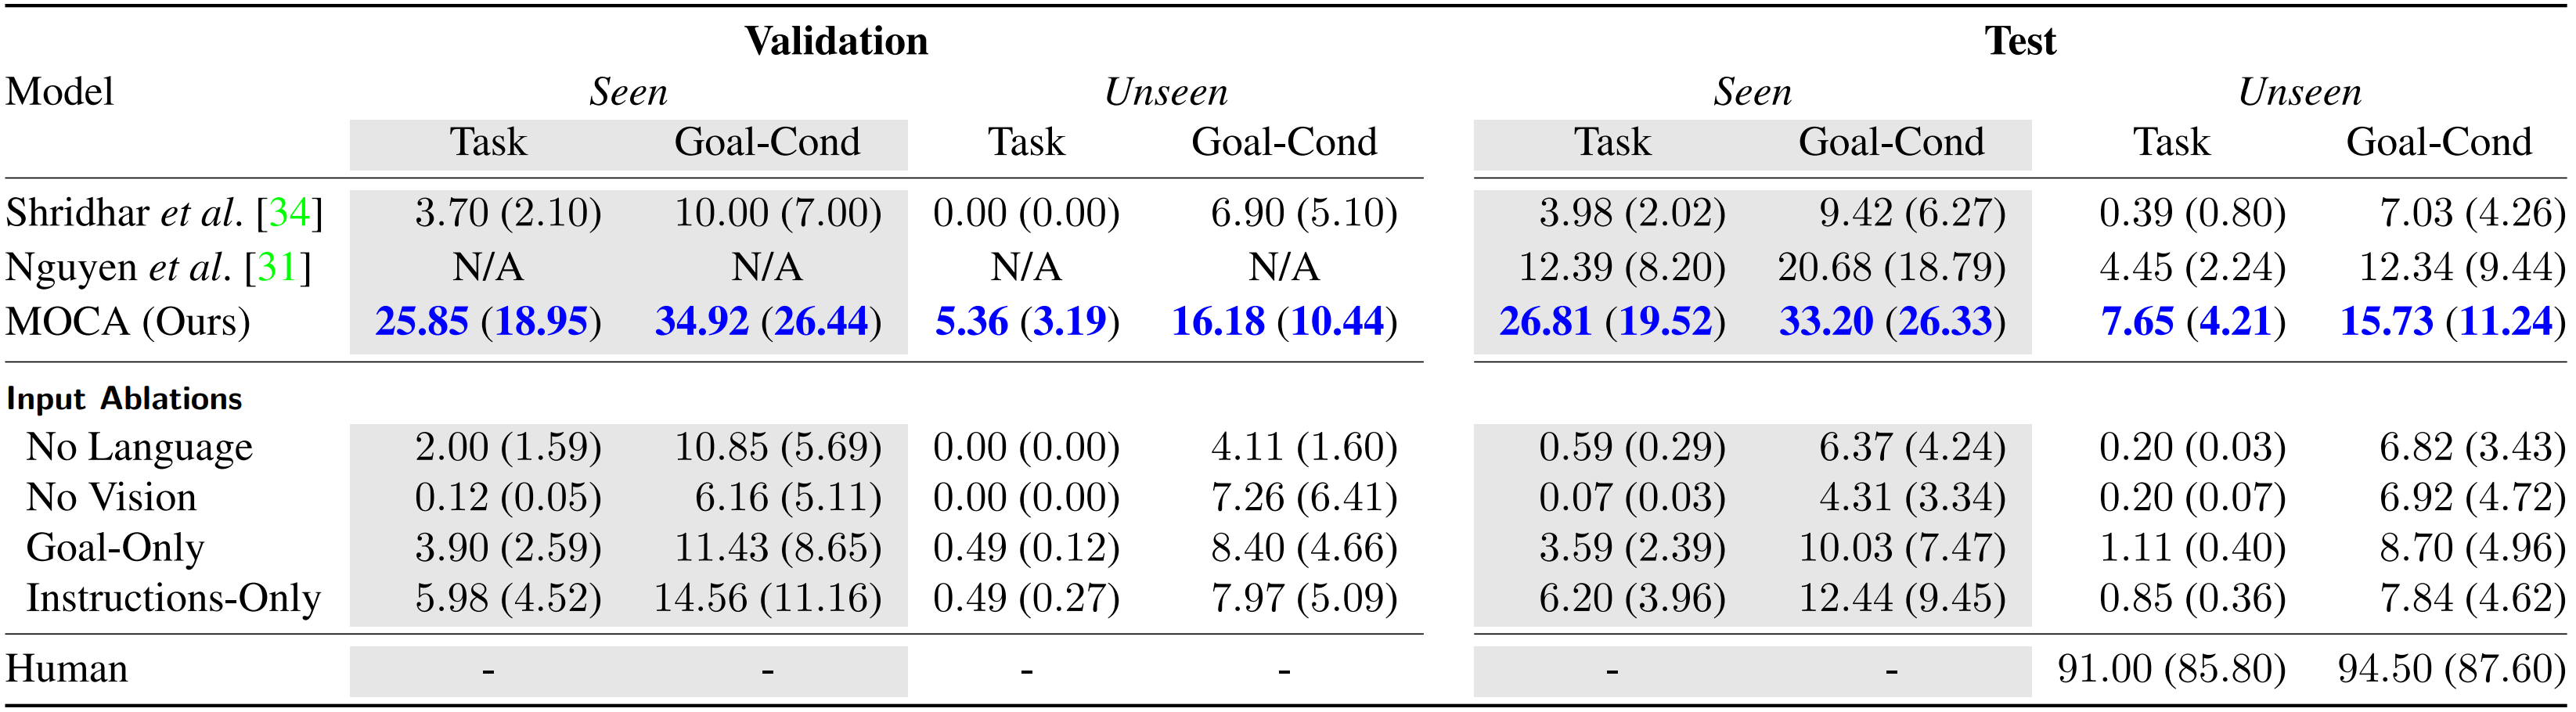 Validation Test
Model Seen Unseen Seen Unseen
Task Goal-Cond Task Goal-Cond Task Goal-Cond Task Goal-Cond
Shridhar et al. [34] 3.70 (2.10) 10.00 (7.00) 0.00 (0.00) 6.90 (5.10) 3.98 (2.02) 9.42 (6.27) 0.39 (0.80) 7.03 (4.26)
Nguyen et al. [31] N/A N/A N/A N/A 12.39 (8.20) 20.68 (18.79) 4.45 (2.24) 12.34 (9.44)
MOCA (Ours) 25.85 (18.95) 34.92 (26.44) 5.36 (3.19) 16.18 (10.44) 26.81 (19.52) 33.20 (26.33) 7.65 (4.21) 15.73 (11.24)
Input Ablations
No Language 2.00 (1.59) 10.85 (5.69) 0.00 (0.00) 4.11 (1.60) 0.59 (0.29) 6.37 (4.24) 0.20 (0.03) 6.82 (3.43)
No Vision 0.12 (0.05) 6.16 (5.11) 0.00 (0.00) 7.26 (6.41) 0.07 (0.03) 4.31 (3.34) 0.20 (0.07) 6.92 (4.72)
Goal-Only 3.90 (2.59) 11.43 (8.65) 0.49 (0.12) 8.40 (4.66) 3.59 (2.39) 10.03 (7.47) 1.11 (0.40) 8.70 (4.96)
Instructions-Only 5.98 (4.52) 14.56 (11.16) 0.49 (0.27) 7.97 (5.09) 6.20 (3.96) 12.44 (9.45) 0.85 (0.36) 7.84 (4.62)
Human - - - - - - 91.00 (85.80) 94.50 (87.60)